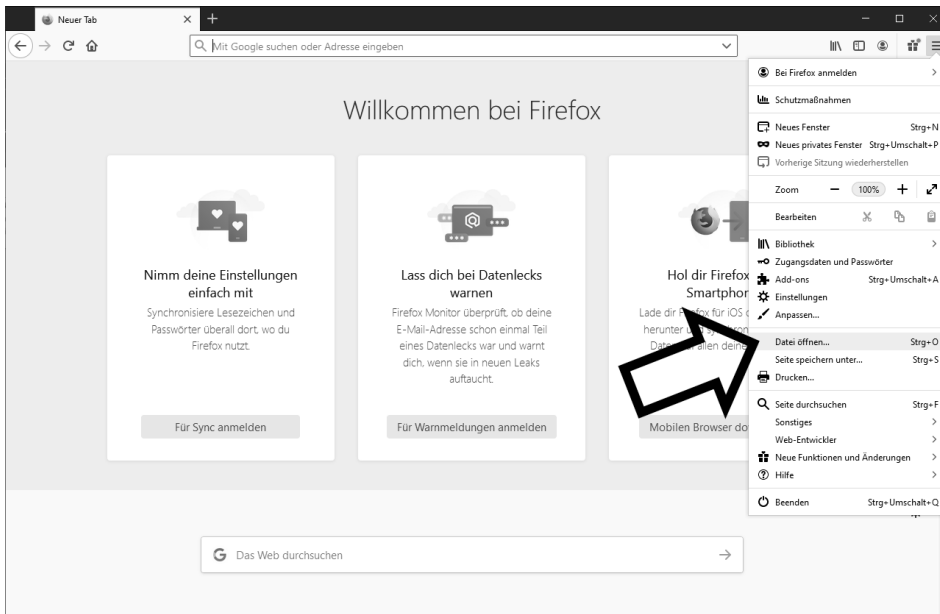 Neuer Tab
Mit Google suchen oder Adresse eingeben
Willkommen bei Firefox
Nimm deine Einstellungen
einfach mit
Synchronisiere Lesezeichen und
Passwörter überall dort, wo du
Firefox nutzt.
Für Sync anmelden
Lass dich bei Datenlecks
warnen
Firefox Monitor überprüft, ob deine
E-Mail-Adresse schon einmal Teil
eines Datenlecks war und warnt
dich, wenn sie in neuen Leaks
auftaucht.
Für Warnmeldungen anmelden
Hol dir Firefox
Lade dir Firefox für iOS
allen deine
Mobilen Browser
Bei Firefox anmelden
Schutzmaßnahmen
Neues Fenster Strg+N
Neues privates Fenster Strg+Umschalt+P
Vorherige Sitzung wiederherstellen
Zoom 100%
Bearbeiten
Bibliothek
Zugangsdaten und Passwörter
Add-ons Strg+Umschalt+A
Einstellungen
Anpassen...
Datei öffnen... Strg+O
Seite speichern unter... Strg+S
Drucken...
Seite durchsuchen Strg+F
Sonstiges
Web-Entwickler
Neue Funktionen und Änderungen
Hilfe
Beenden Strg+Umschalt+Q
G Das Web durchsuchen